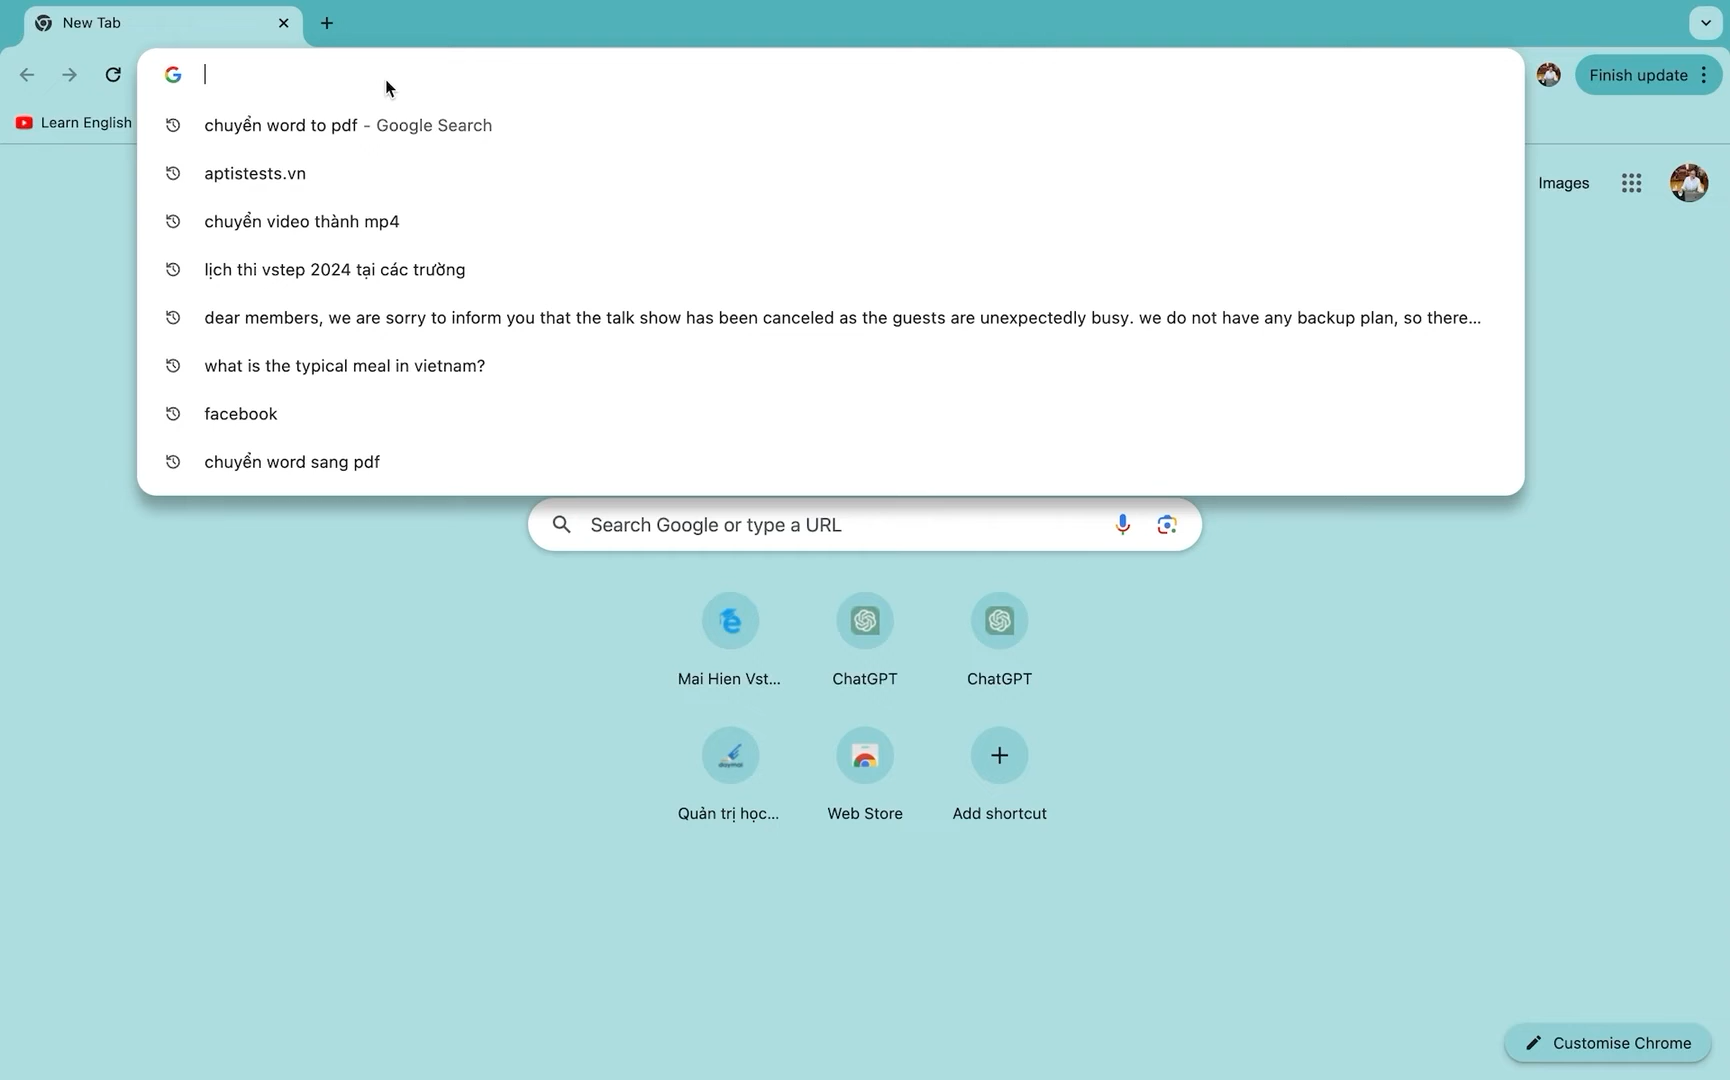 New Tab
Finish update
Learn English
chuyển word to pdf - Google Search
aptistests.vn
chuyển video thành mp4
lịch thi vstep 2024 tại các trường
dear members, we are sorry to inform you that the talk show has been canceled as the guests are unexpectedly busy. we do not have any backup plan, so there...
what is the typical meal in vietnam?
facebook
chuyển word sang pdf
Images
Search Google or type a URL
Mai Hien Vst...
ChatGPT
ChatGPT
Quản trị học...
Web Store
Add shortcut
Customise Chrome